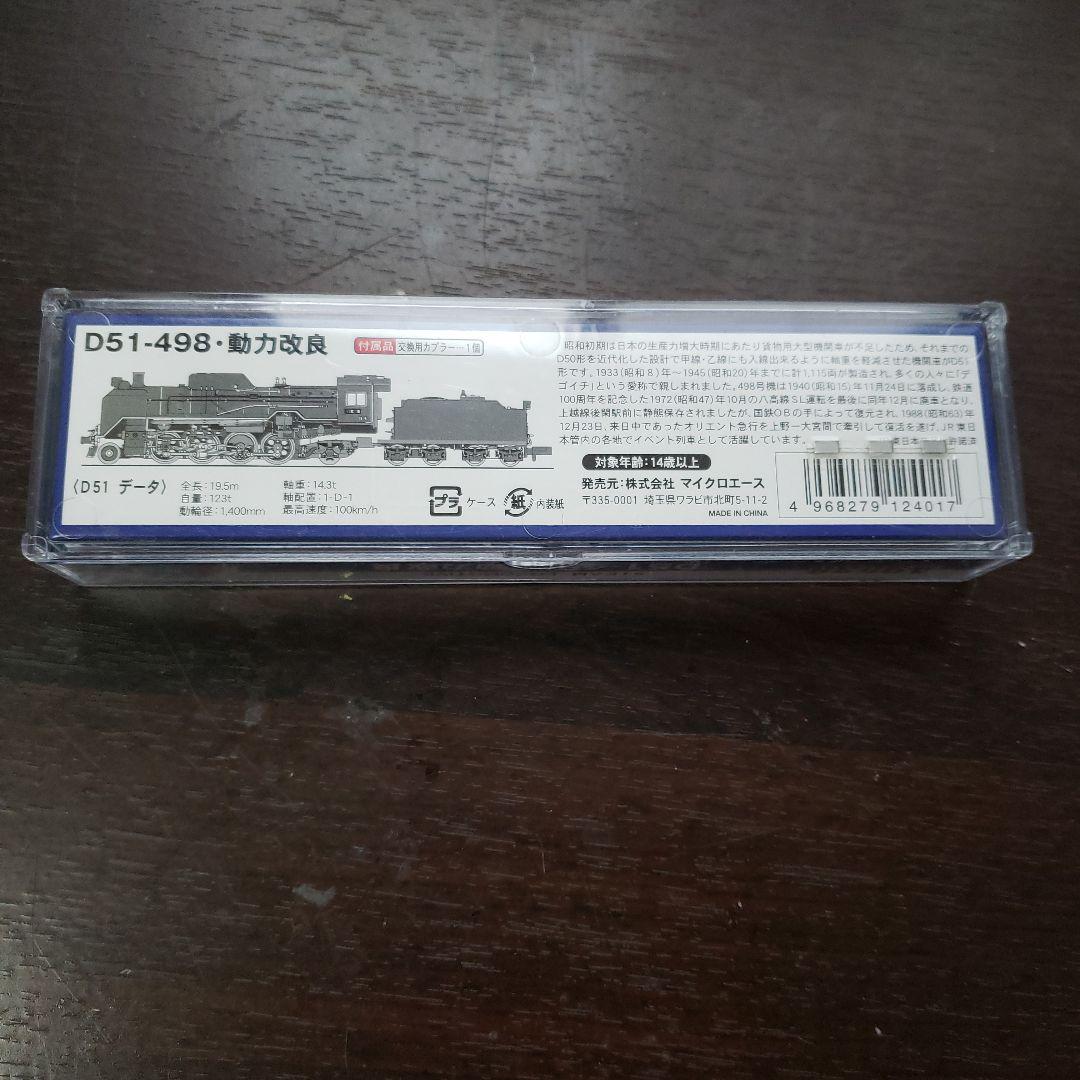 D51-498・動力改良
付属品 交換用カプラー…1個
昭和初期は日本の生産力増大時期にあたり貨物用大型機関車が不足したため、それまでの
D50形を近代化した設計で甲線・乙線にも入線出来るように軸重を軽減させた機関車がD51
形です。1933(昭和8)年〜1945(昭和20)年までに計1,115両が製造され、多くの人々に「デ
ゴイチ」という愛称で親しまれました。498号機は1940(昭和15)年11月24日に落成し、鉄道
100周年を記念した1972(昭和47)年10月の八高線SL運転を最後に同年12月に廃車となり、
上越線後閑駅前に静態保存されましたが、国鉄OBの手によって復元され、1988(昭和63)年
12月23日、来日中であったオリエント急行を上野ー大宮間で牽引して復活を遂げ、JR東日
本管内の各地でイベント列車として活躍しています。
東日本 許諾済
〈D51 データ〉
全長:19.5m
自重:123t
動輪径:1,400mm
軸重:14.3t
軸配置:1-D-1
最高速度:100km/h
プラ ケース 紙 内装紙
対象年齢:14歳以上
発売元:株式会社 マイクロエース
〒335-0001 埼玉県ワラビ市北町5-11-2
MADE IN CHINA
4 968279 124017